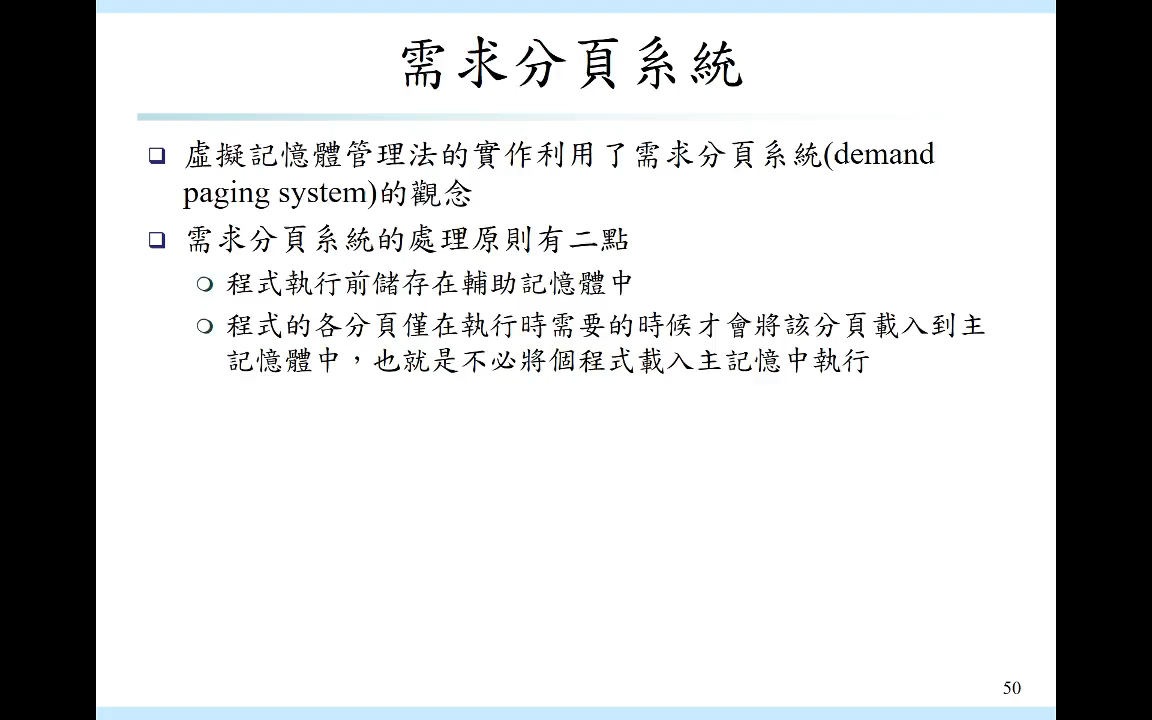 需求分頁系統
虛擬記憶體管理法的實作利用了需求分頁系統(demand
paging system)的觀念
需求分頁系統的處理原則有二點
程式執行前儲存在輔助記憶體中
程式的各分頁僅在執行時需要的時候才會將該分頁載入到主
記憶體中，也就是不必將個程式載入主記憶中執行
50